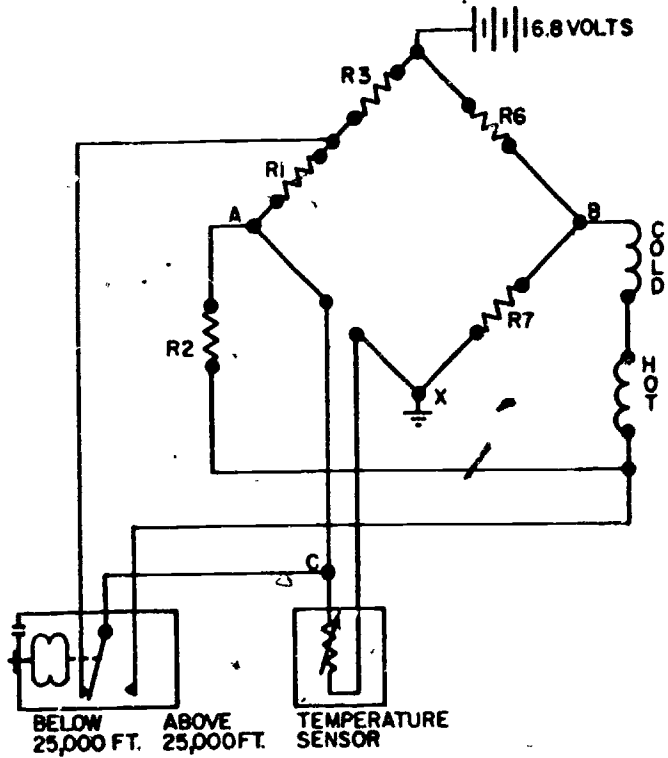 16.8 VOLTS
R3
R6
R1
A
B
COLD
R7
R2
HOT
X
C
BELOW
25,000 FT.
ABOVE
25,000 FT.
TEMPERATURE
SENSOR